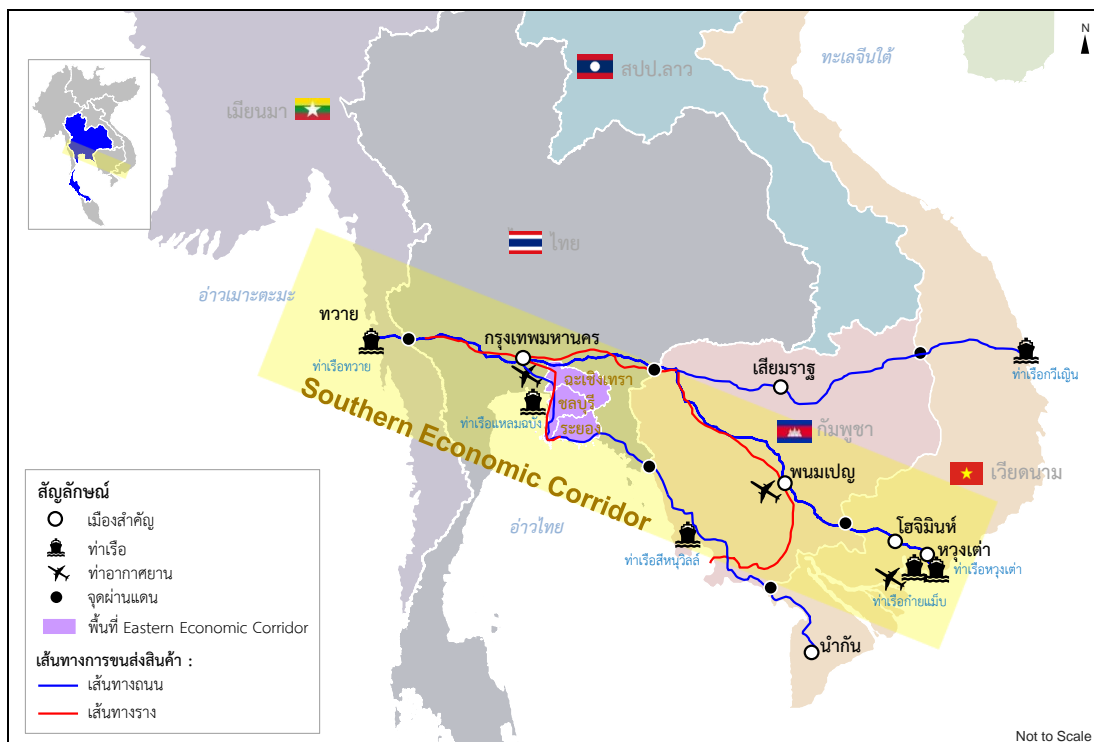 N
ทะเลจีนใต้
สปป.ลาว
เมียนมา
ไทย
อ่าวเมาะตะมะ
ทวาย
กรุงเทพมหานคร
ท่าเรือทวาย
เสียมราฐ
ท่าเรือกวีเญิน
ฉะเชิงเทรา
ชลบุรี
ท่าเรือแหลมฉบัง
ระยอง
กัมพูชา
Southern Economic Corridor
พนมเปญ
เวียดนาม
อ่าวไทย
โฮจิมินห์
หวุงเต่า
ท่าเรือสีหนุวิลล์
ท่าเรือหวุงเต่า
ท่าเรือก๋ายแม็บ
นำกัน
สัญลักษณ์
เมืองสำคัญ
ท่าเรือ
ท่าอากาศยาน
จุดผ่านแดน
พื้นที่ Eastern Economic Corridor
เส้นทางการขนส่งสินค้า :
เส้นทางถนน
เส้นทางราง
Not to Scale